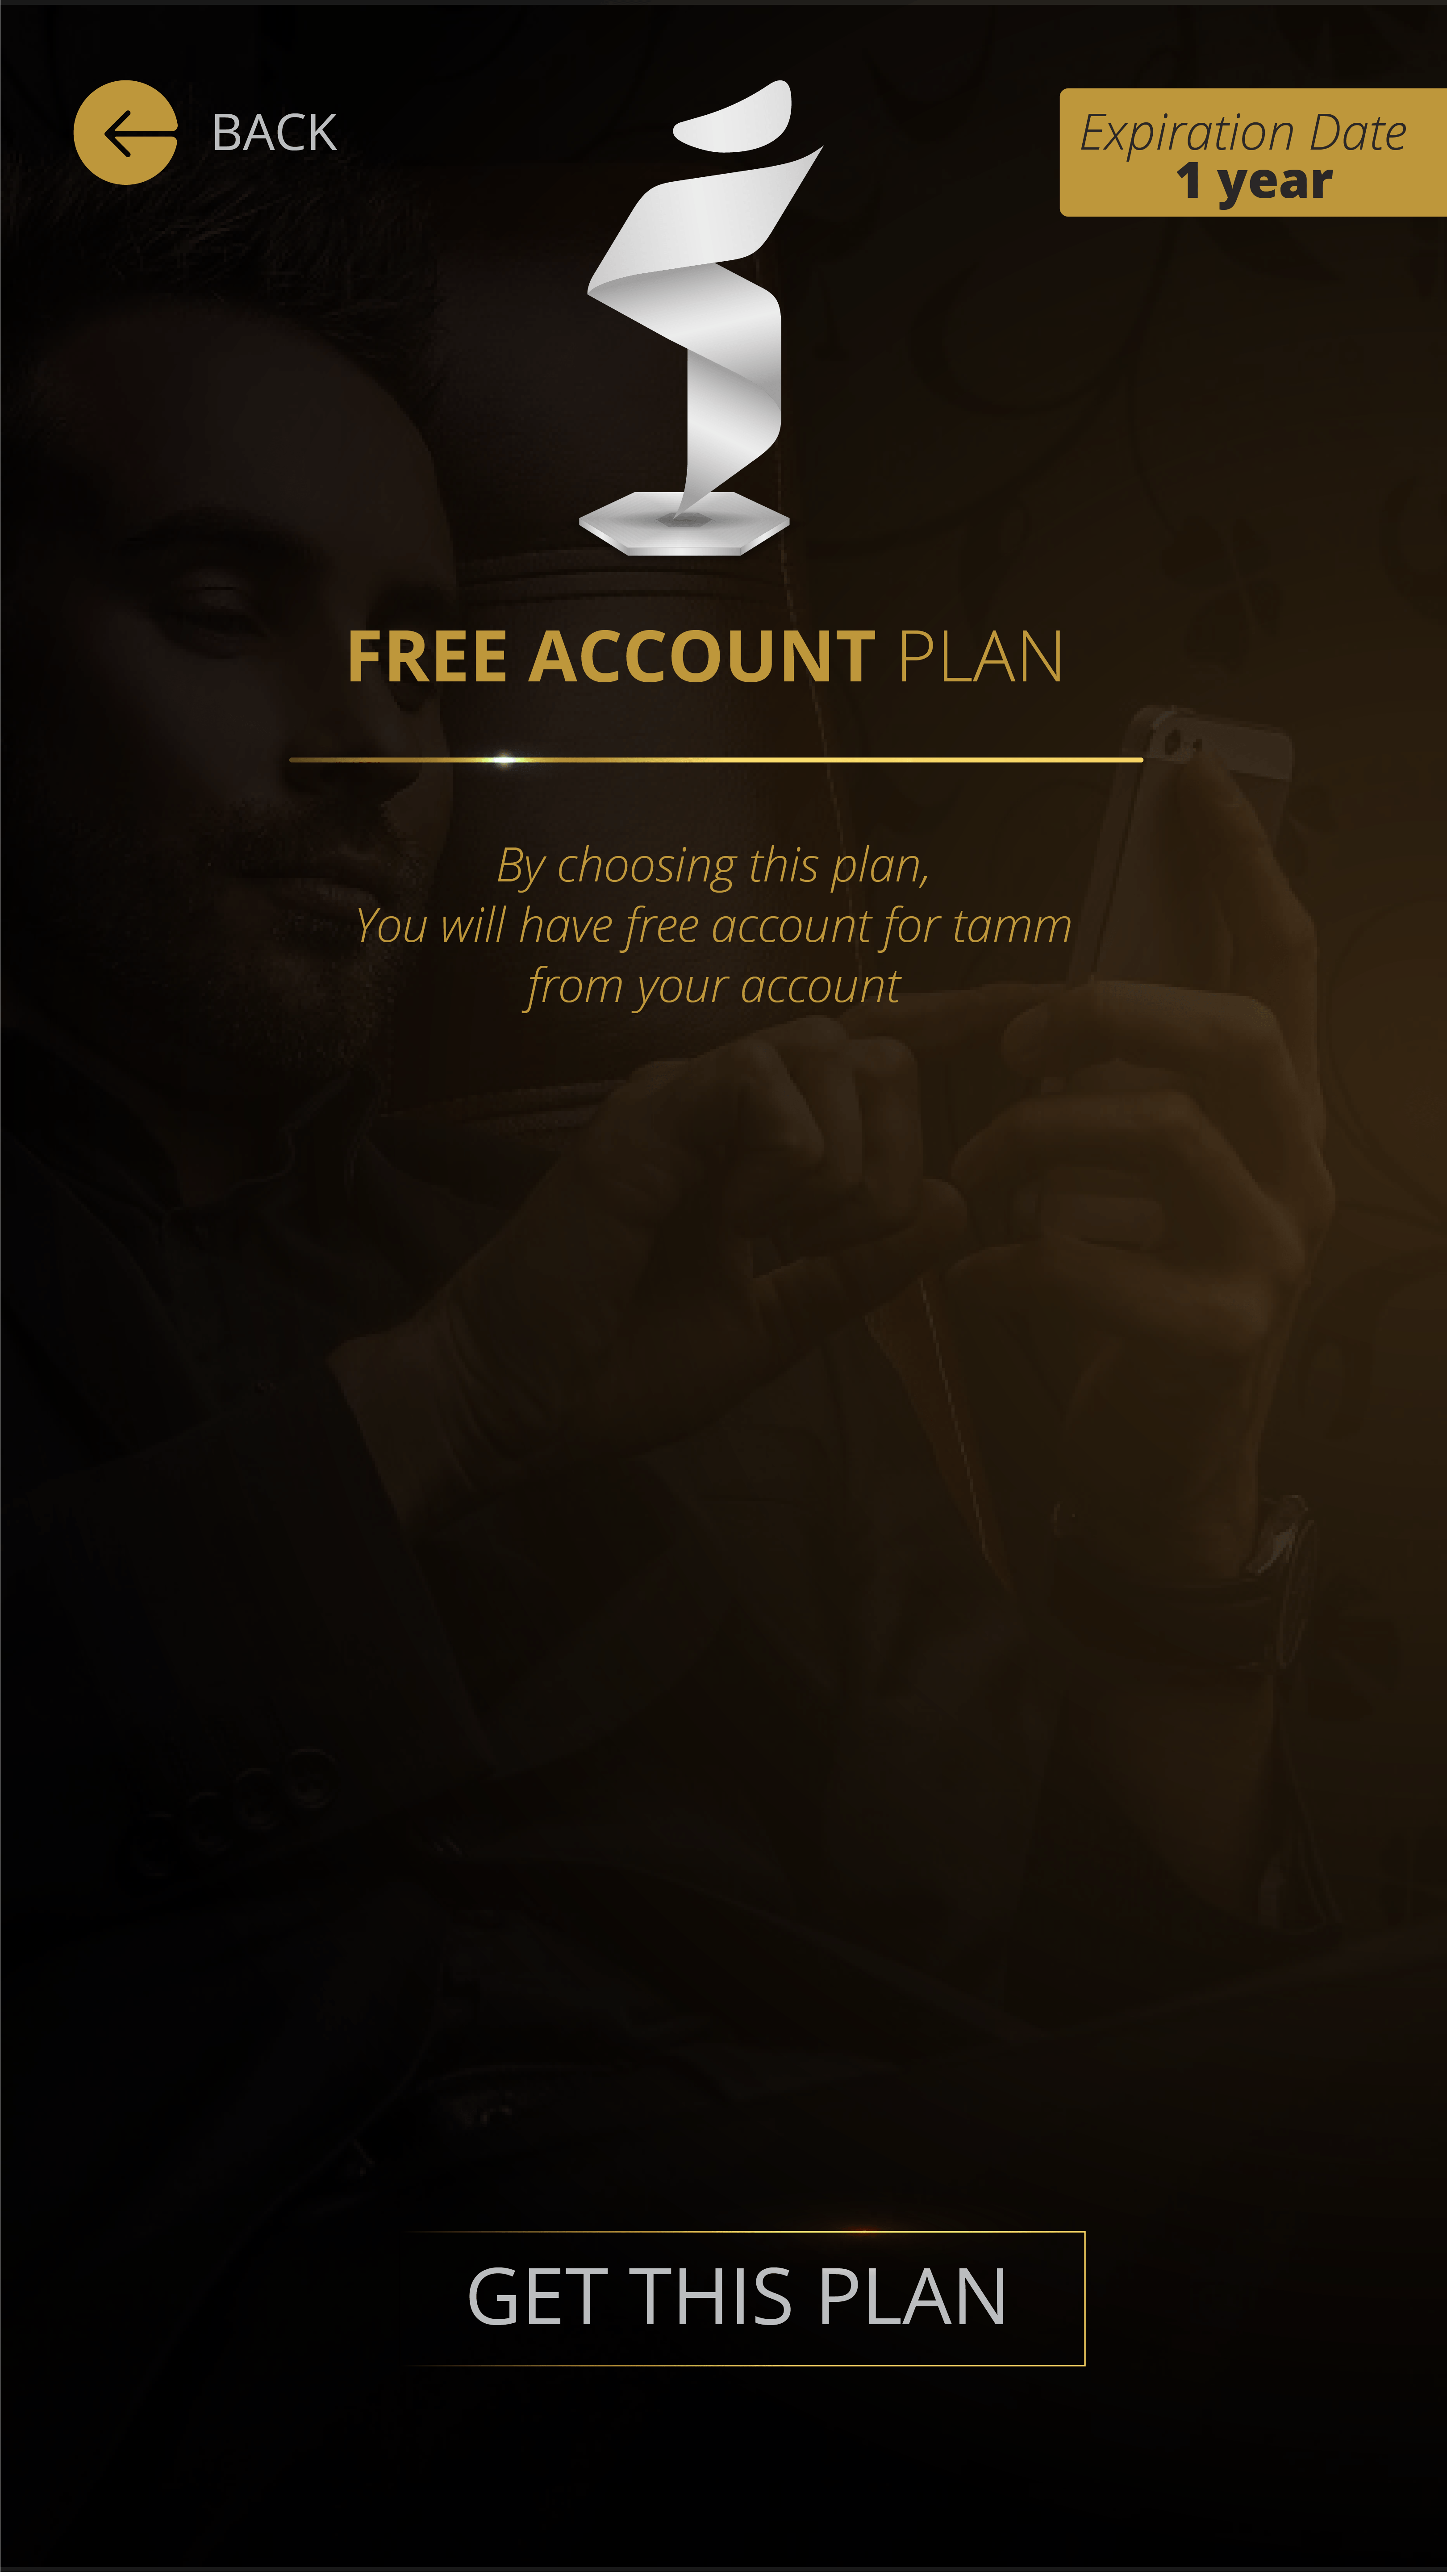 BACK
Expiration Date
1 year
FREE ACCOUNT PLAN
By choosing this plan,
You will have free account for tamm
from your account
GET THIS PLAN